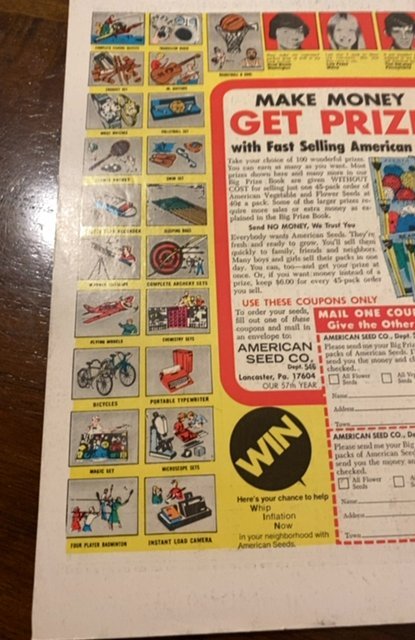 COMPLETE FISHING OUTFITS
TRANSISTOR RADIO
BASKETBALL & HOOP
CROQUET SET
VOLLEYBALL SET
SWIM SET
TAPE RECORDER
SLEEPING BAGS
COMPLETE ARCHERY SETS
FLYING MODELS
CHEMISTRY SETS
BICYCLES
PORTABLE TYPEWRITER
MAGIC SET
MICROSCOPE SETS
FOUR PLAYER BADMINTON
INSTANT LOAD CAMERA
MAKE MONEY
GET PRIZE
with Fast Selling American
Take your choice of 100 wonderful prizes.
You can earn as many as you want. Most
prizes shown here and many more in our
Big Prize Book are given WITHOUT
COST for selling just one 45-pack order of
American Vegetable and Flower Seeds at
40¢ a pack. Some of the larger prizes re-
quire more sales or extra money as ex-
plained in the Big Prize Book.
Send NO MONEY, We Trust You
Everybody wants American Seeds. They're
fresh and ready to grow. You'll sell them
quickly to family, friends and neighbors.
Many boys and girls sell their packs in one
day. You can, too—and get your prize at
once. Or, if you want money instead of a
prize, keep $6.00 for every 45-pack order
you sell.
USE THESE COUPONS ONLY
To order your seeds,
fill out one of these
coupons and mail in
an envelope to:
AMERICAN
SEED CO.
Dept. 546
Lancaster, Pa. 17604
OUR 57th YEAR
MAIL ONE COU
Give the Other
AMERICAN SEED CO., Dept.
Please send me your Big Priz
packs of American Seeds. I
send you the money and c
checked...
All Flower
Seeds
All
Name
Address
Town
AMERICAN SEED CO., De
Please send me your Big
packs of American Seed
send you the money, an
checked.
All Flower
Seeds
Name
Address
Town
WIN
Here's your chance to help
Whip
Inflation
Now
in your neighborhood with
American Seeds.